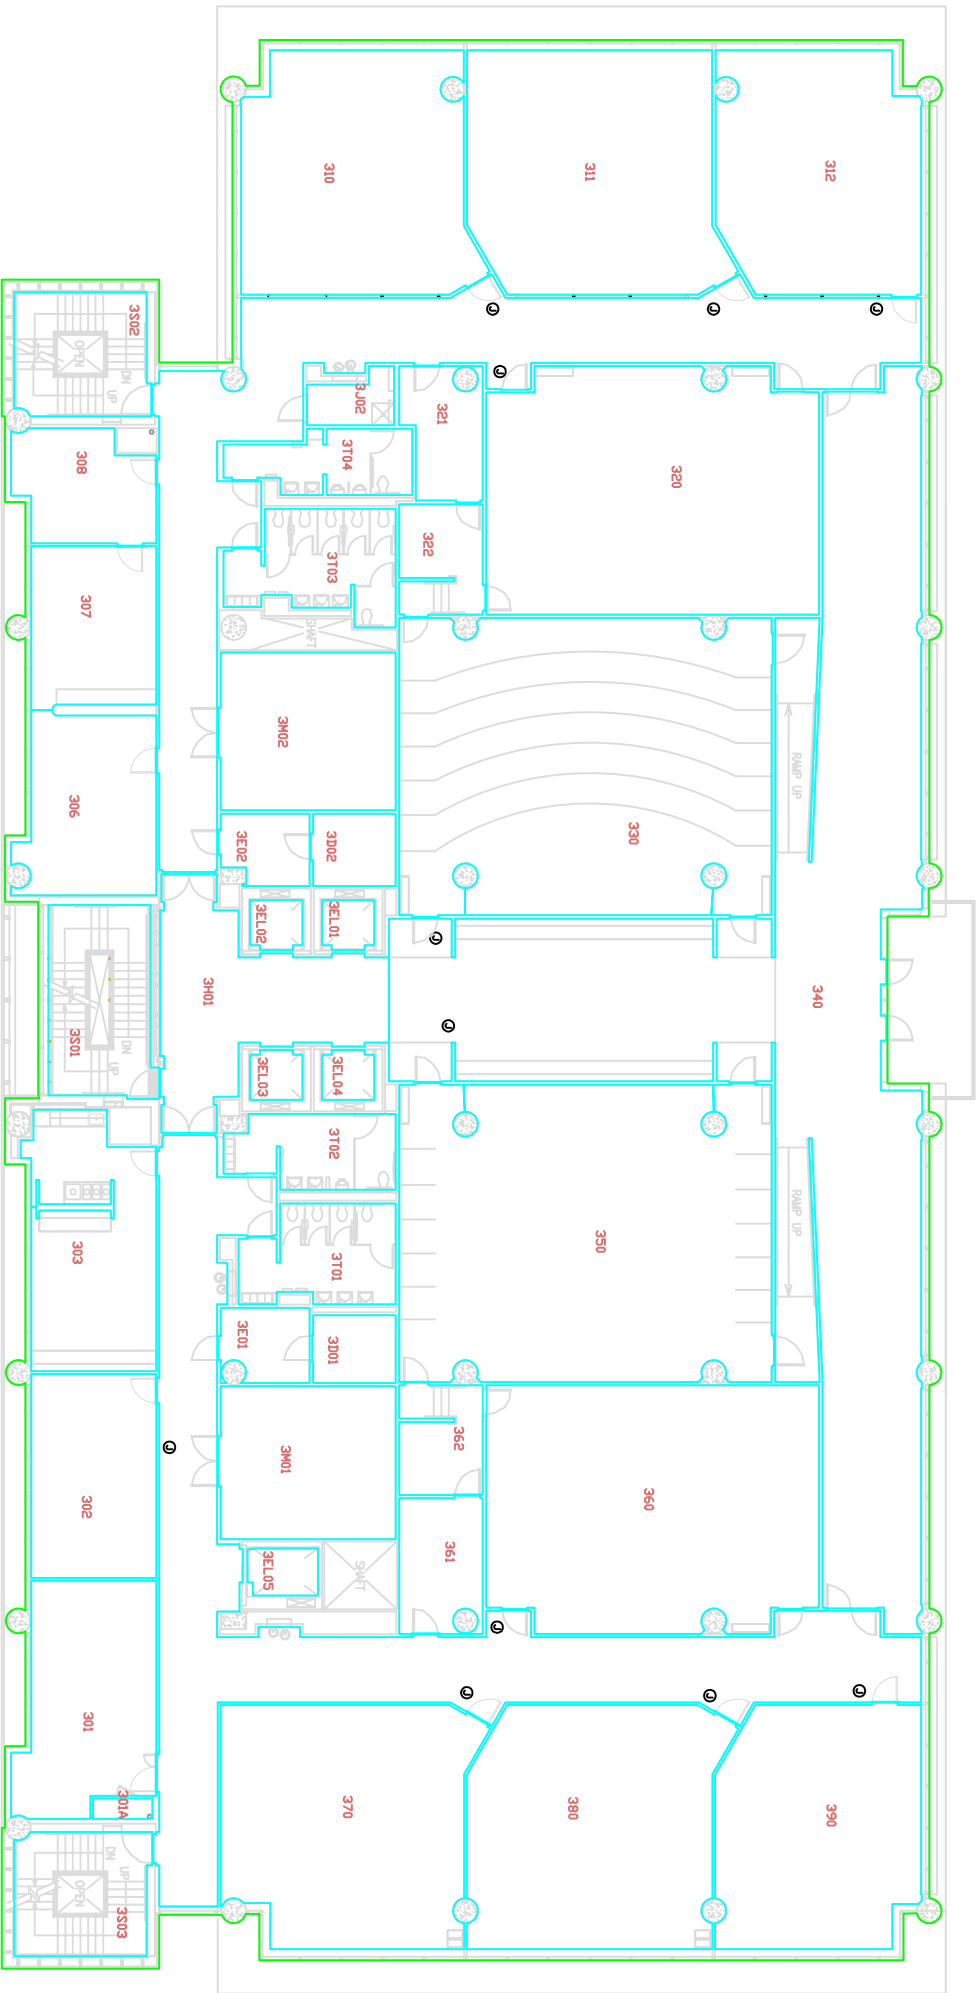 312
311
310
J
J
J
J
3S02
OPEN
DN
UP
3J02
321
320
308
3T04
322
3T03
307
SHAFT
3M02
RAMP UP
306
3E02
3D02
330
3EL02
3EL01
J
3H01
340
J
3S01
DN
UP
3EL03
3EL04
3T02
303
3T01
350
RAMP UP
3E01
3D01
J
302
3M01
362
360
361
3EL05
SHAFT
J
J
J
J
301
301A
370
380
390
DN
UP
OPEN
3S03